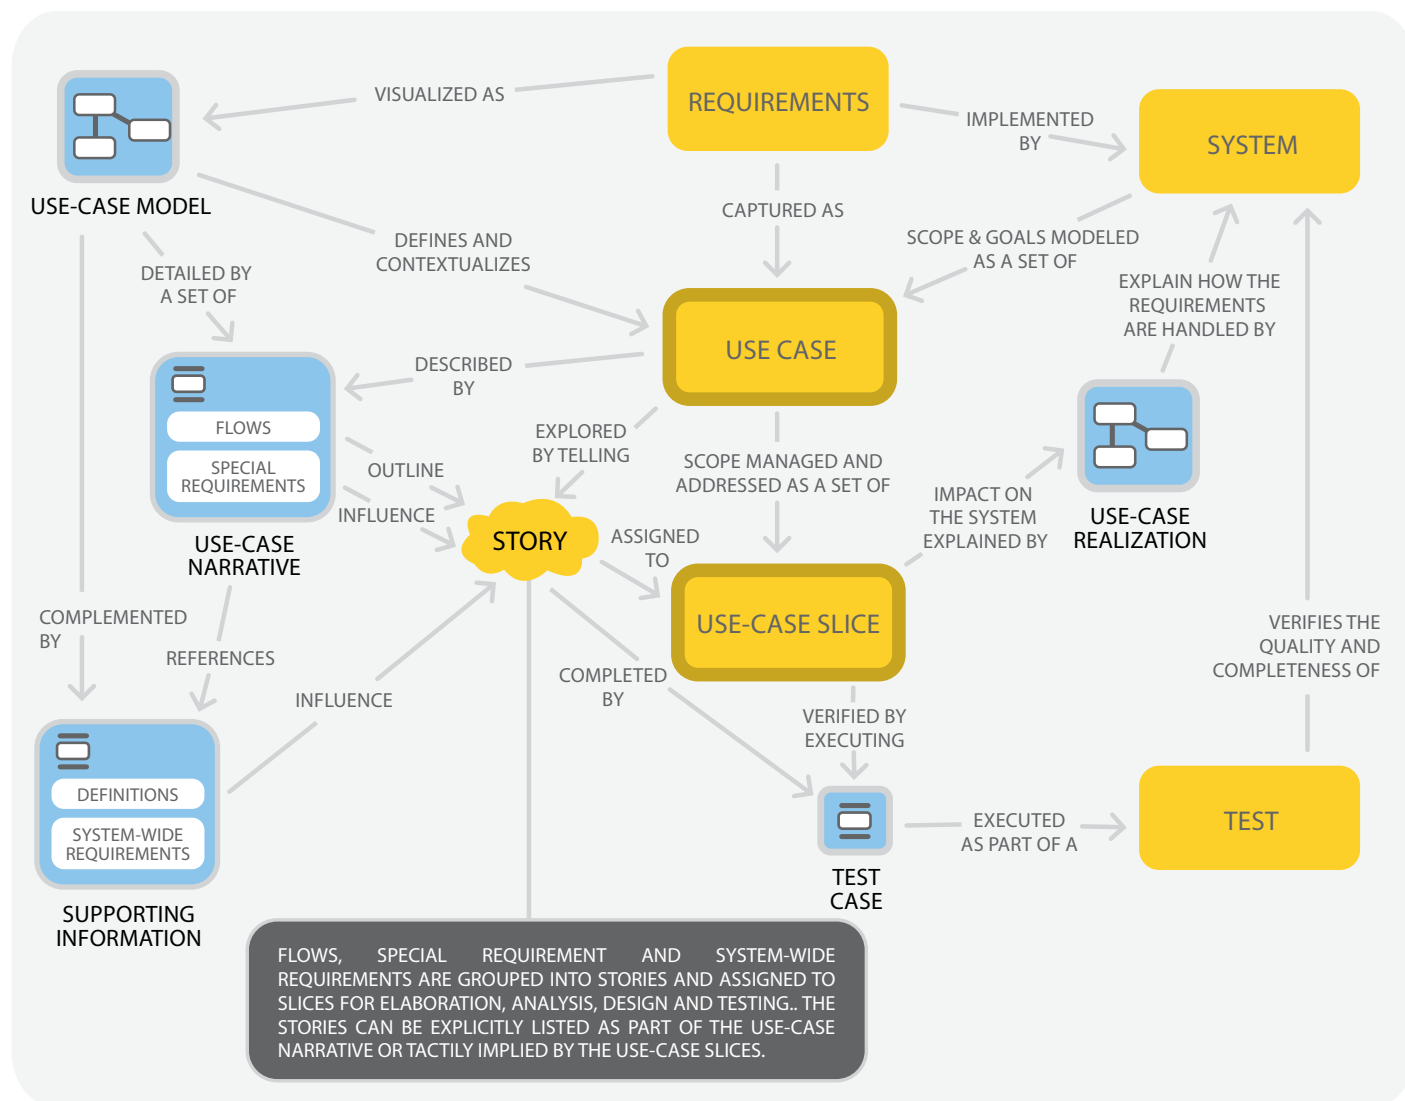 REQUIREMENTS
VISUALIZED AS
IMPLEMENTED
BY
SYSTEM
USE-CASE MODEL
CAPTURED AS
DEFINES AND
CONTEXTUALIZES
SCOPE & GOALS MODELED
AS A SET OF
DETAILED BY
A SET OF
EXPLAIN HOW THE
REQUIREMENTS
ARE HANDLED BY
USE CASE
DESCRIBED
BY
FLOWS
SPECIAL
REQUIREMENTS
USE-CASE
NARRATIVE
OUTLINE
INFLUENCE
EXPLORED
BY TELLING
SCOPE MANAGED AND
ADDRESSED AS A SET OF
IMPACT ON
THE SYSTEM
EXPLAINED BY
USE-CASE
REALIZATION
STORY
ASSIGNED
TO
USE-CASE SLICE
COMPLEMENTED
BY
REFERENCES
INFLUENCE
COMPLETED
BY
VERIFIED BY
EXECUTING
VERIFIES THE
QUALITY AND
COMPLETENESS OF
DEFINITIONS
SYSTEM-WIDE
REQUIREMENTS
SUPPORTING
INFORMATION
TEST
CASE
EXECUTED
AS PART OF A
TEST
FLOWS, SPECIAL REQUIREMENT AND SYSTEM-WIDE
REQUIREMENTS ARE GROUPED INTO STORIES AND ASSIGNED TO
SLICES FOR ELABORATION, ANALYSIS, DESIGN AND TESTING.. THE
STORIES CAN BE EXPLICITLY LISTED AS PART OF THE USE-CASE
NARRATIVE OR TACTILY IMPLIED BY THE USE-CASE SLICES.